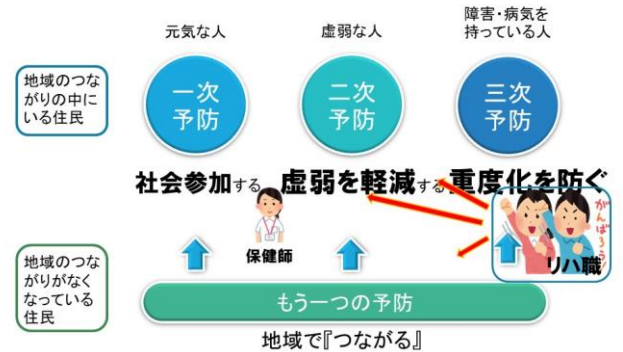 元気な人
虚弱な人
障害・病気を
持っている人
地域のつな
がりの中に
いる住民
一次
予防
二次
予防
三次
予防
社会参加する
虚弱を軽減する
重度化を防ぐ
がんばろう!
保健師
リハ職
地域のつな
がりがなく
なっている
住民
もう一つの予防
地域で『つながる』